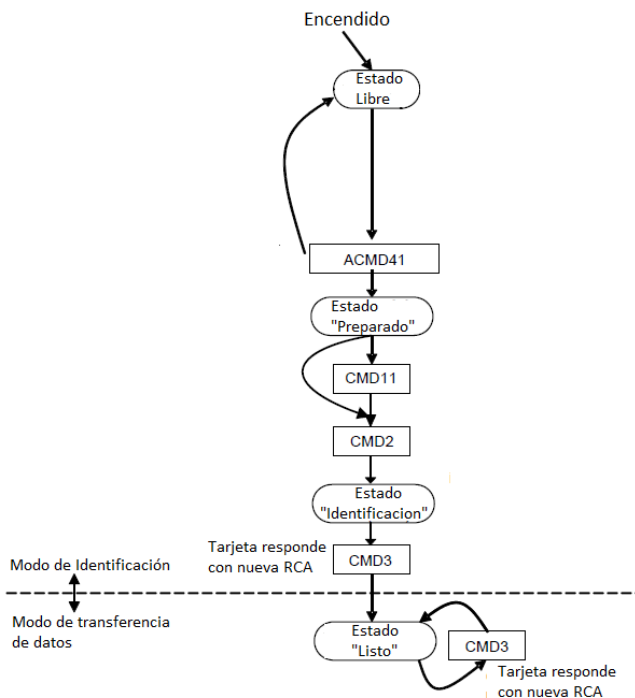 Encendido
Estado
Libre
ACMD41
Estado
"Preparado"
CMD11
CMD2
Estado
"Identificacion"
Tarjeta responde
con nueva RCA
CMD3
Modo de Identificación
Modo de transferencia
de datos
Estado
"Listo"
CMD3
Tarjeta responde
con nueva RCA